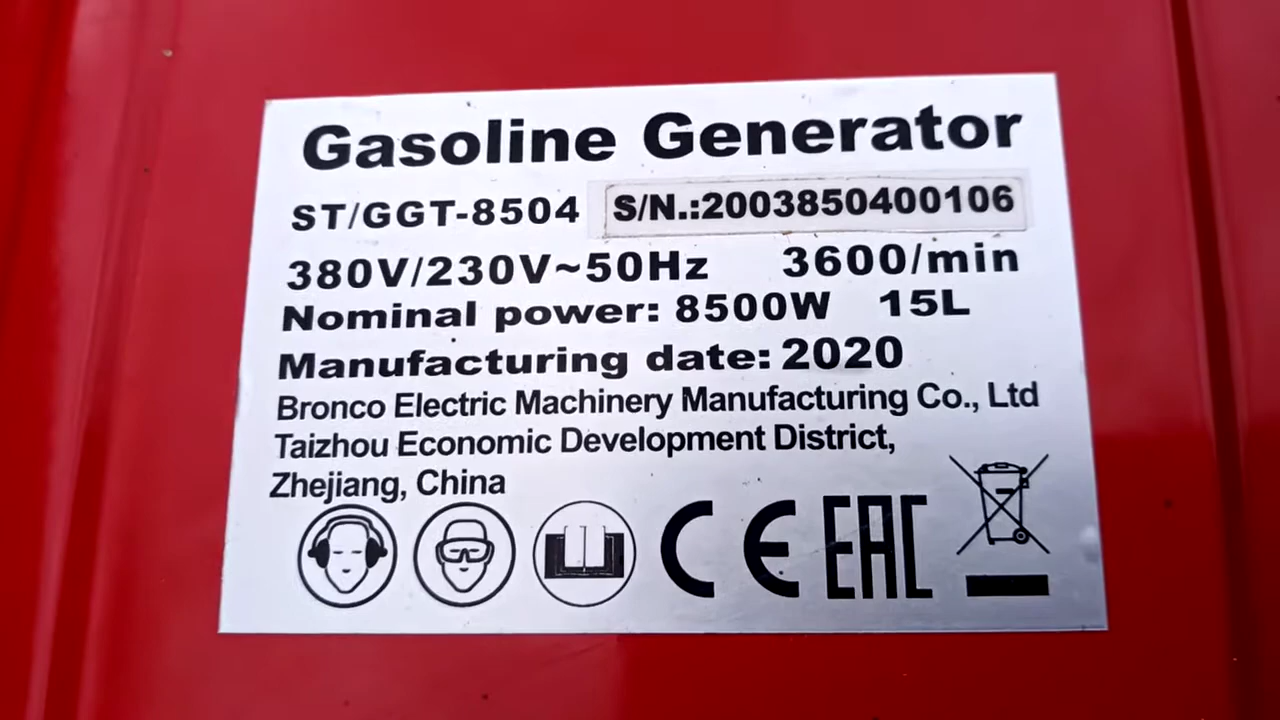 Gasoline Generator
ST/GGT-8504 S/N.:2003850400106
380V/230V~50Hz 3600/min
Nominal power: 8500W 15L
Manufacturing date: 2020
Bronco Electric Machinery Manufacturing Co., Ltd
Taizhou Economic Development District,
Zhejiang, China
CE EAC